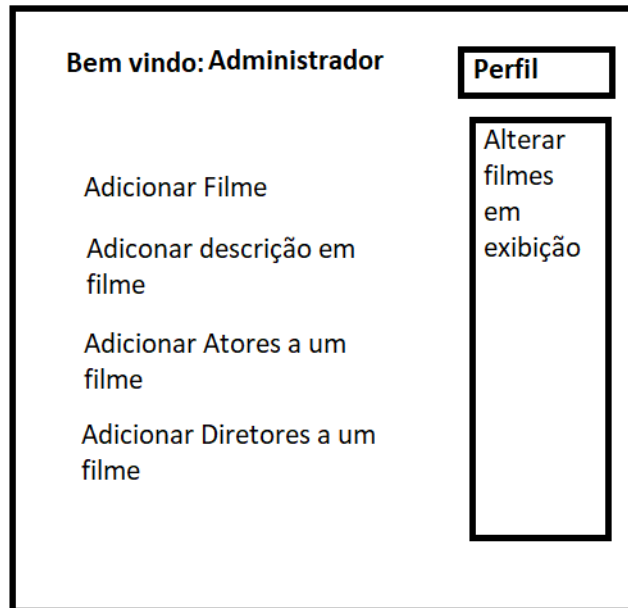 Bem vindo: Administrador
Perfil
Alterar
filmes
em
exibição
Adicionar Filme
Adiconar descrição em
filme
Adicionar Atores a um
filme
Adicionar Diretores a um
filme